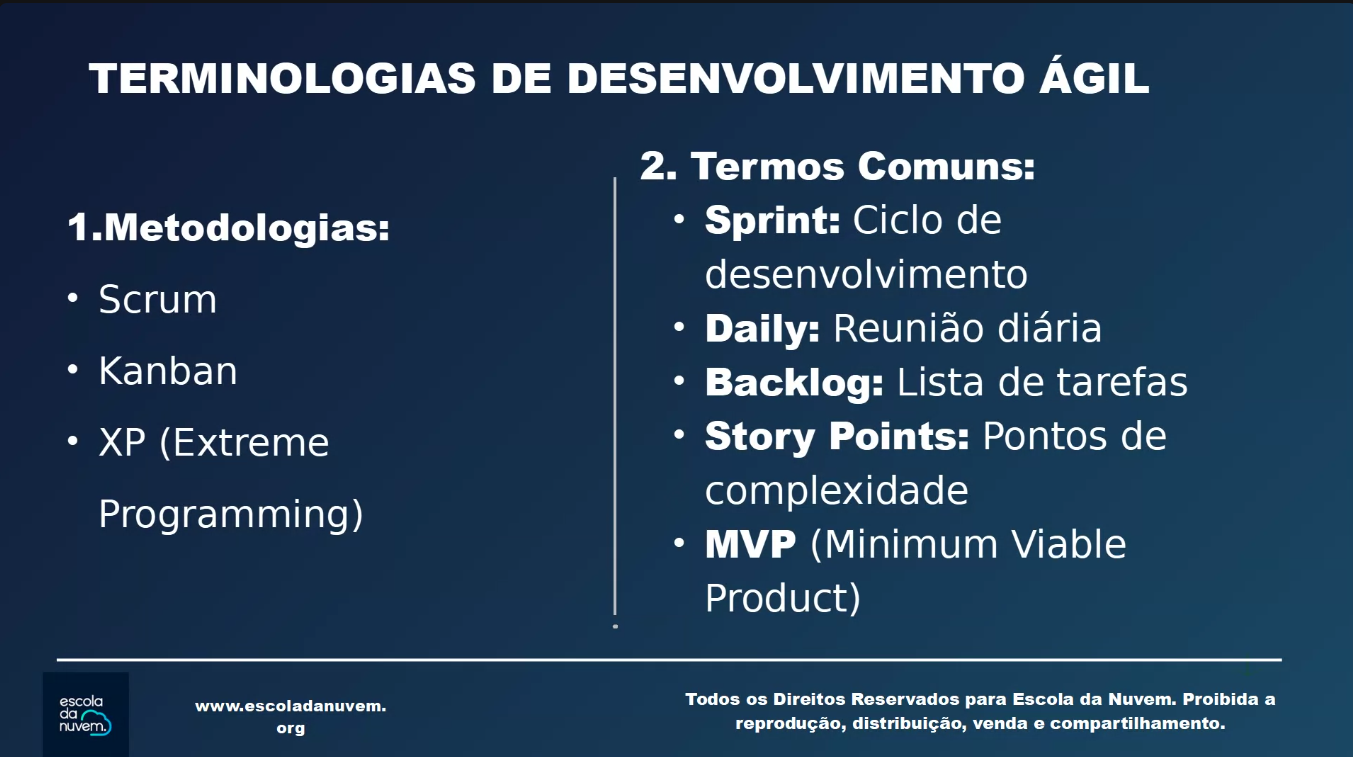 TERMINOLOGIAS DE DESENVOLVIMENTO ÁGIL
1.Metodologias:
• Scrum
• Kanban
• XP (Extreme
Programming)
2. Termos Comuns:
• Sprint: Ciclo de
desenvolvimento
• Daily: Reunião diária
• Backlog: Lista de tarefas
• Story Points: Pontos de
complexidade
• MVP (Minimum Viable
Product)
escola
da
nuvem.
www.escoladanuvem.
org
Todos os Direitos Reservados para Escola da Nuvem. Proibida a
reprodução, distribuição, venda e compartilhamento.